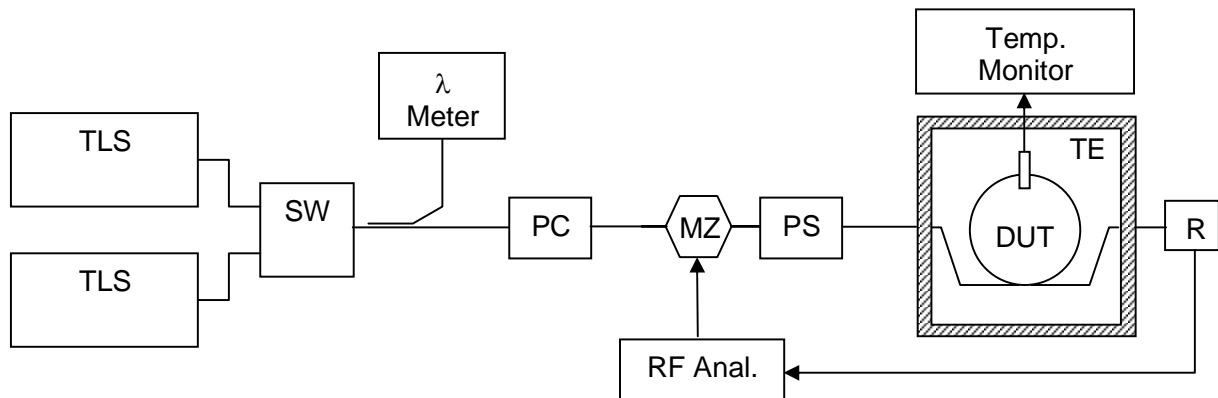 Temp.
Monitor
λ
Meter
TLS
TE
SW
PC
MZ
PS
DUT
R
TLS
RF Anal.